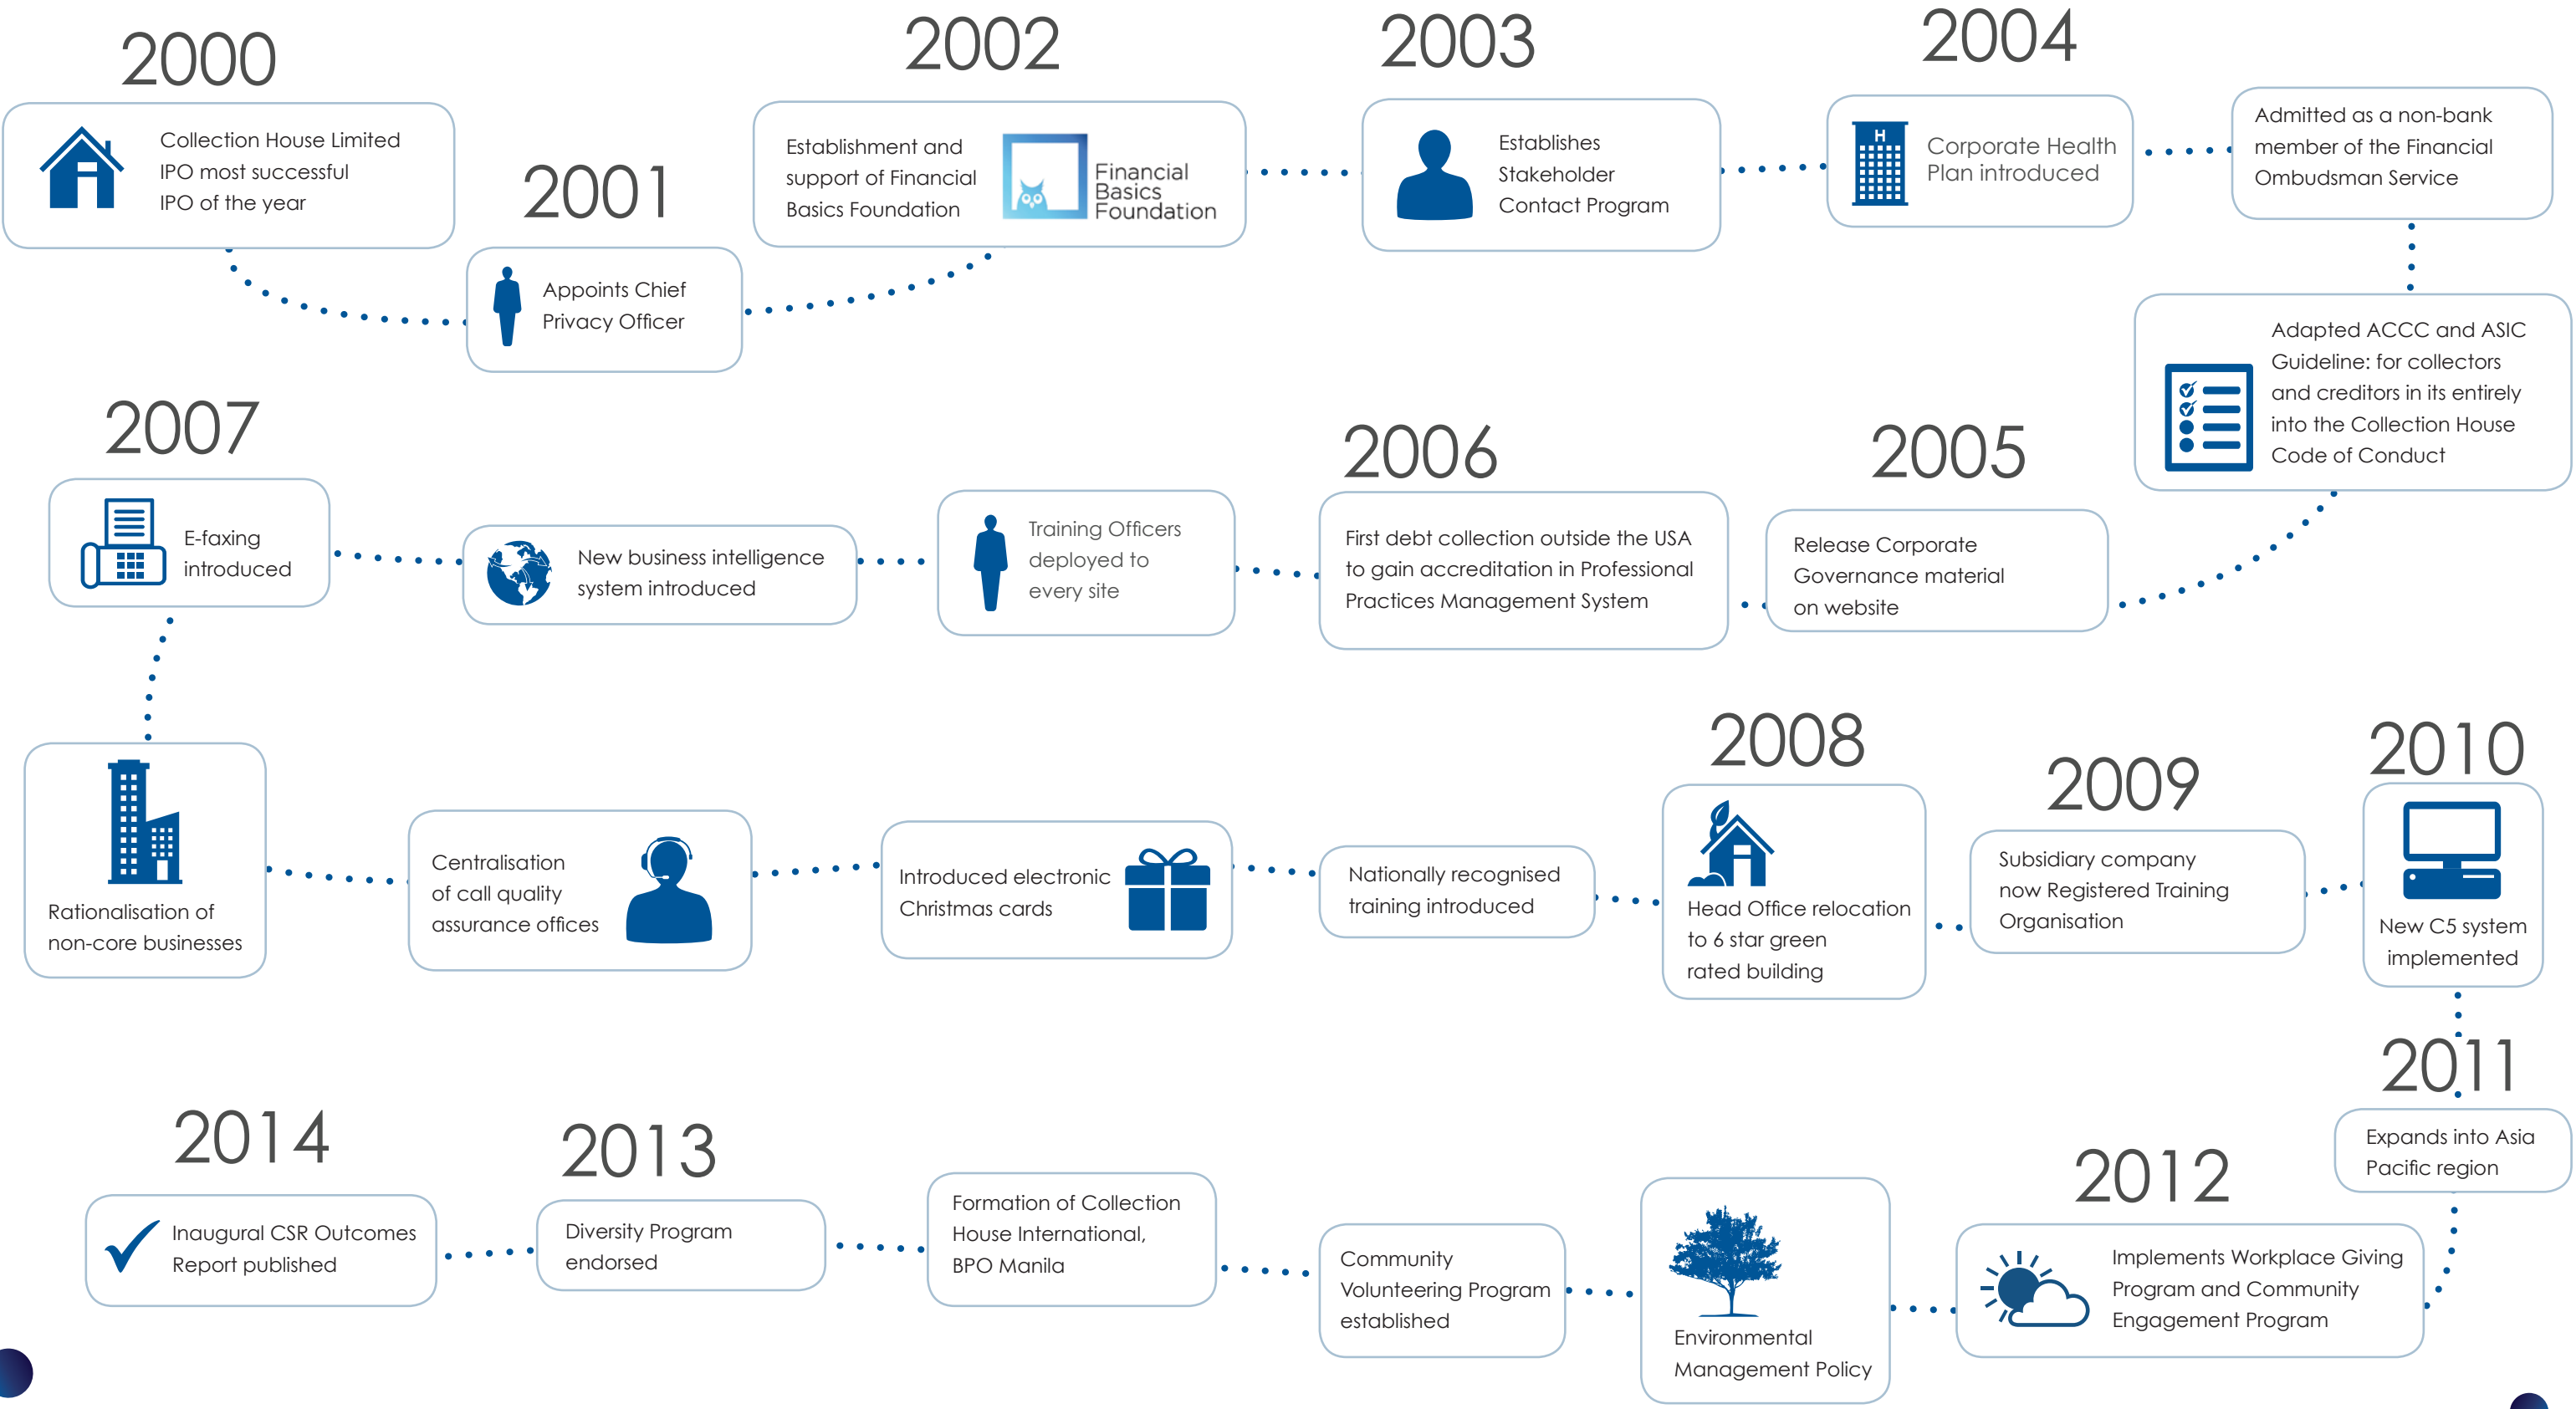 2000
Collection House Limited
IPO most successful
IPO of the year
2001
Appoints Chief
Privacy Officer
2002
Establishment and
support of Financial
Basics Foundation
Financial
Basics
Foundation
2003
Establishes
Stakeholder
Contact Program
2004
H
Corporate Health
Plan introduced
Admitted as a non-bank
member of the Financial
Ombudsman Service
Adapted ACCC and ASIC
Guideline: for collectors
and creditors in its entirely
into the Collection House
Code of Conduct
2005
Release Corporate
Governance material
on website
2006
First debt collection outside the USA
to gain accreditation in Professional
Practices Management System
Training Officers
deployed to
every site
New business intelligence
system introduced
2007
E-faxing
introduced
Rationalisation of
non-core businesses
Centralisation
of call quality
assurance offices
Introduced electronic
Christmas cards
Nationally recognised
training introduced
2008
Head Office relocation
to 6 star green
rated building
2009
Subsidiary company
now Registered Training
Organisation
2010
New C5 system
implemented
2011
Expands into Asia
Pacific region
2012
Implements Workplace Giving
Program and Community
Engagement Program
Environmental
Management Policy
Community
Volunteering Program
established
Formation of Collection
House International,
BPO Manila
2013
Diversity Program
endorsed
2014
Inaugural CSR Outcomes
Report published